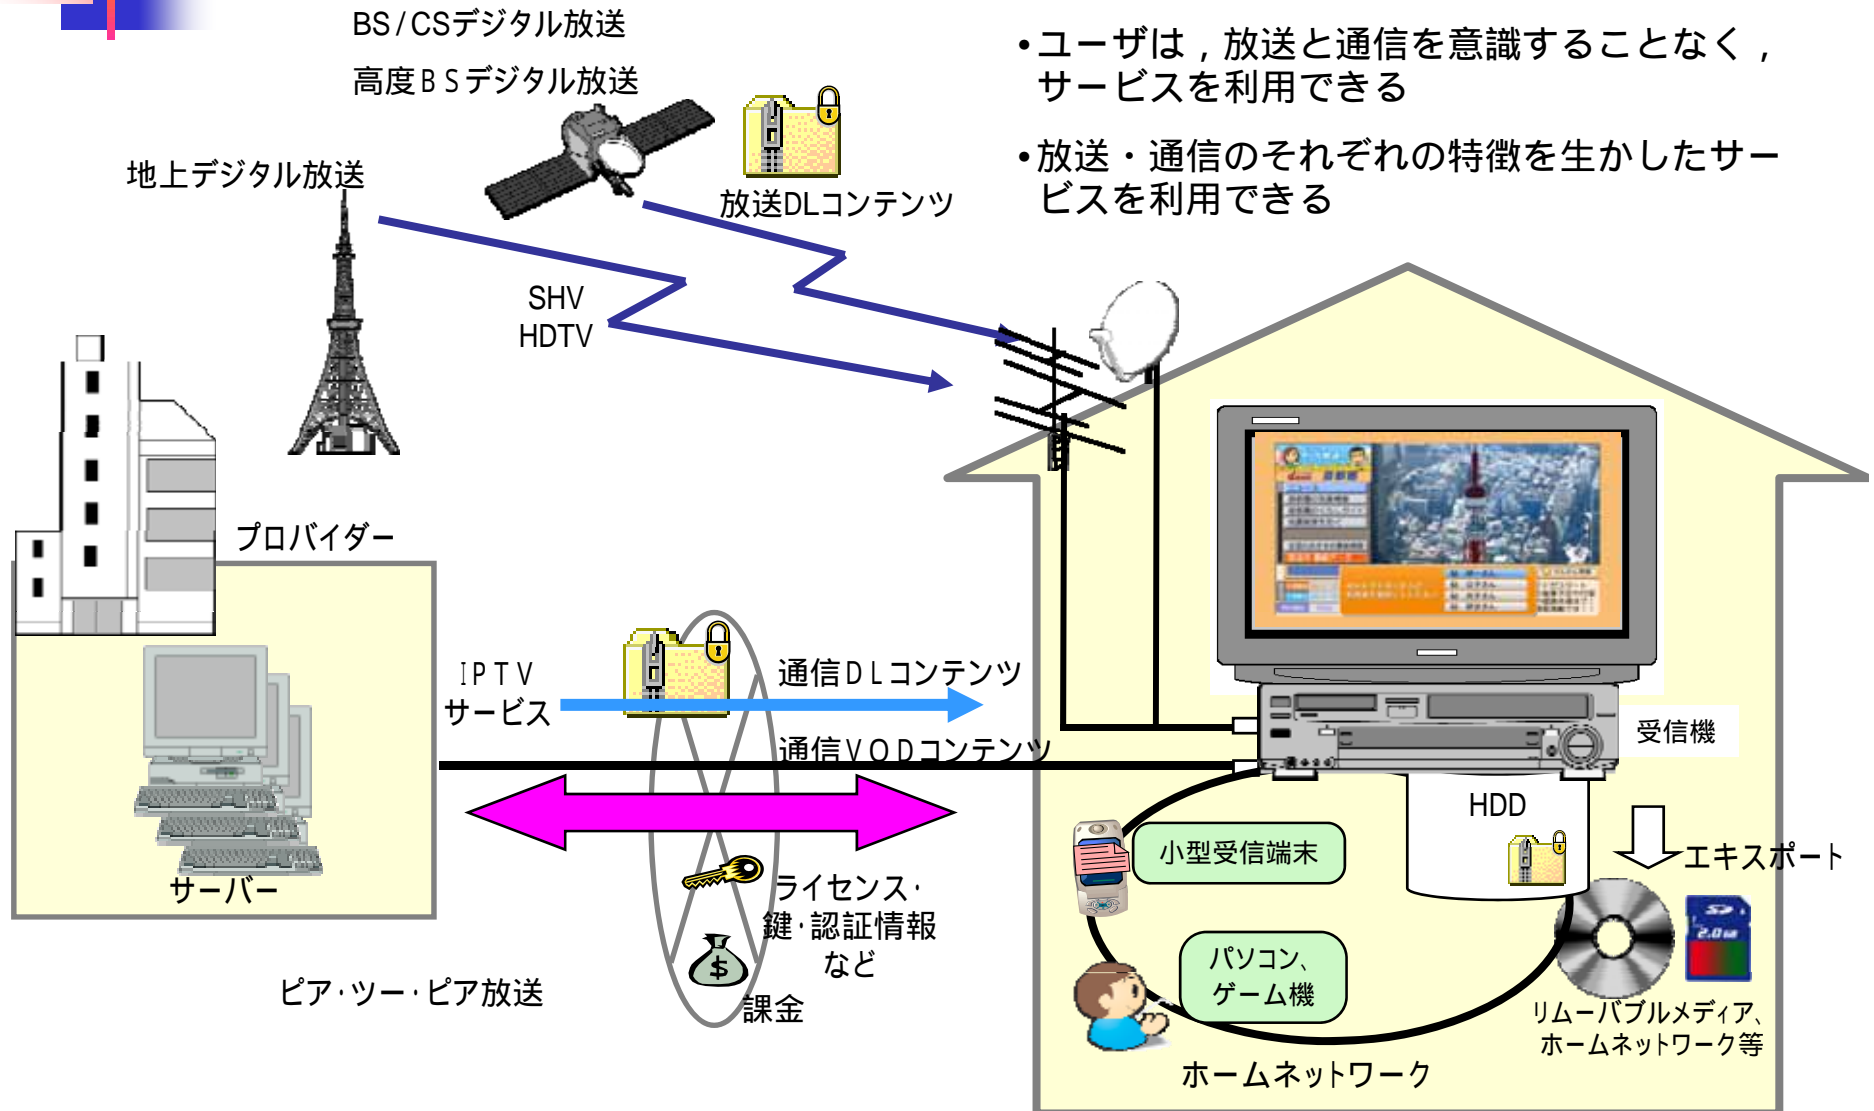 BS/CSデジタル放送
高度BSデジタル放送
•ユーザは，放送と通信を意識することなく，
サービスを利用できる
•放送・通信のそれぞれの特徴を生かしたサー
ビスを利用できる
地上デジタル放送
放送DLコンテンツ
SHV
HDTV
プロバイダー
IPTV
サービス
通信DLコンテンツ
通信VODコンテンツ
受信機
HDD
サーバー
小型受信端末
エキスポート
ライセンス・
鍵・認証情報
など
2.0GB
パソコン、
ゲーム機
ピア・ツー・ピア放送
課金
リムーバブルメディア、
ホームネットワーク等
ホームネットワーク